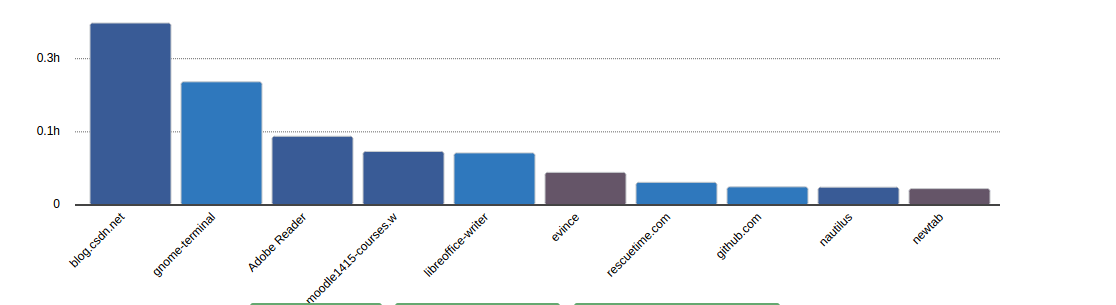 0.3h
0.1h
0
blog.csdn.net
gnome-terminal
Adobe Reader
moodle1415-courses.w
libreoffice-writer
evince
rescuetime.com
github.com
nautilus
newtab